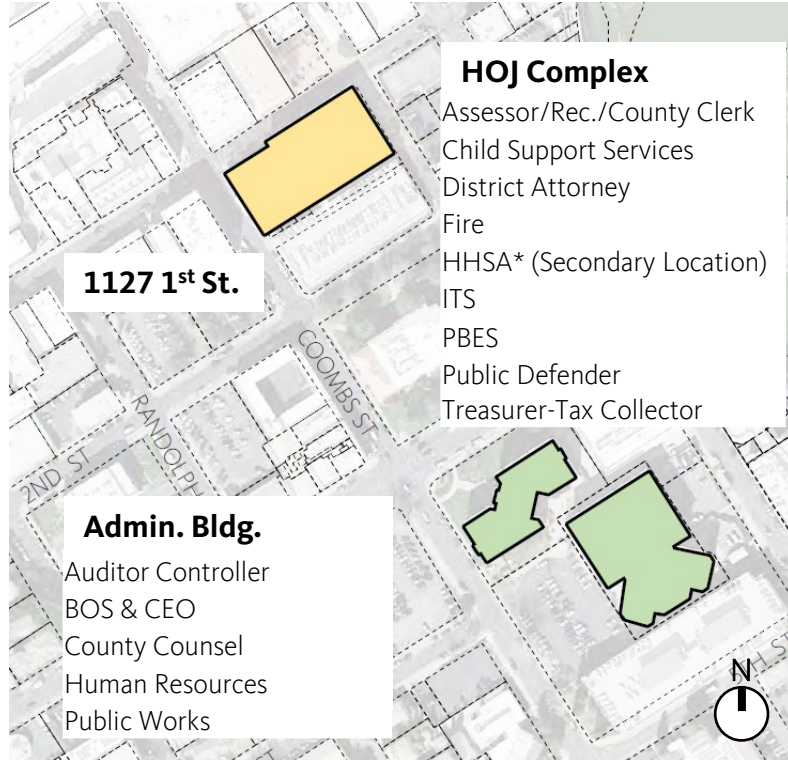 HOJ Complex
Assessor/Rec./County Clerk
Child Support Services
District Attorney
Fire
HHSA* (Secondary Location)
ITS
PBES
Public Defender
Treasurer-Tax Collector
1127 1st St.
COOMBS ST
RANDOLPH
2ND ST
Admin. Bldg.
Auditor Controller
BOS & CEO
County Counsel
Human Resources
Public Works
H ST
N